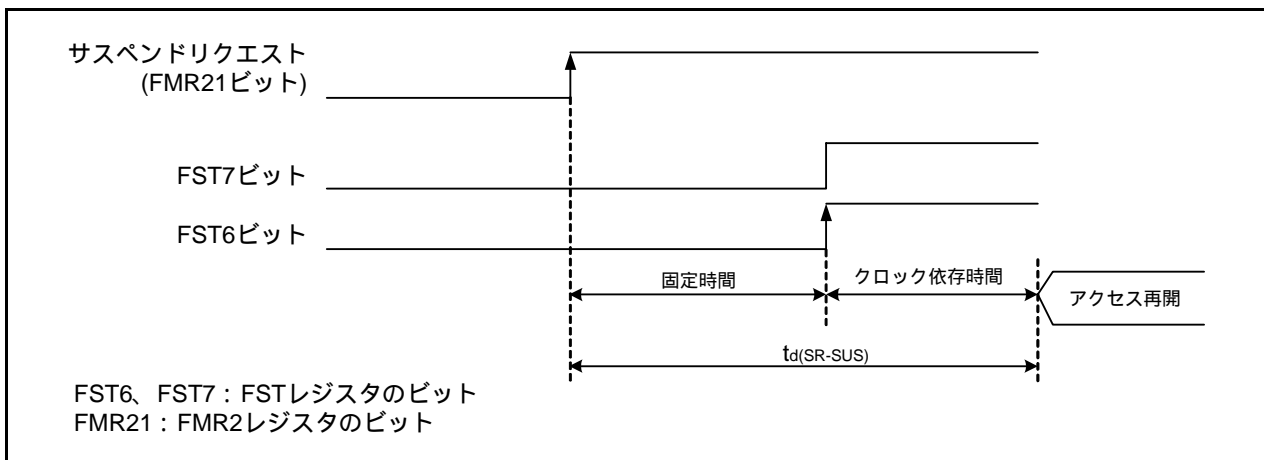 サスペンドリクエスト
(FMR21ビット)
FST7ビット
FST6ビット
固定時間
クロック依存時間
アクセス再開
td(SR-SUS)
FST6、FST7：FSTレジスタのビット
FMR21：FMR2レジスタのビット